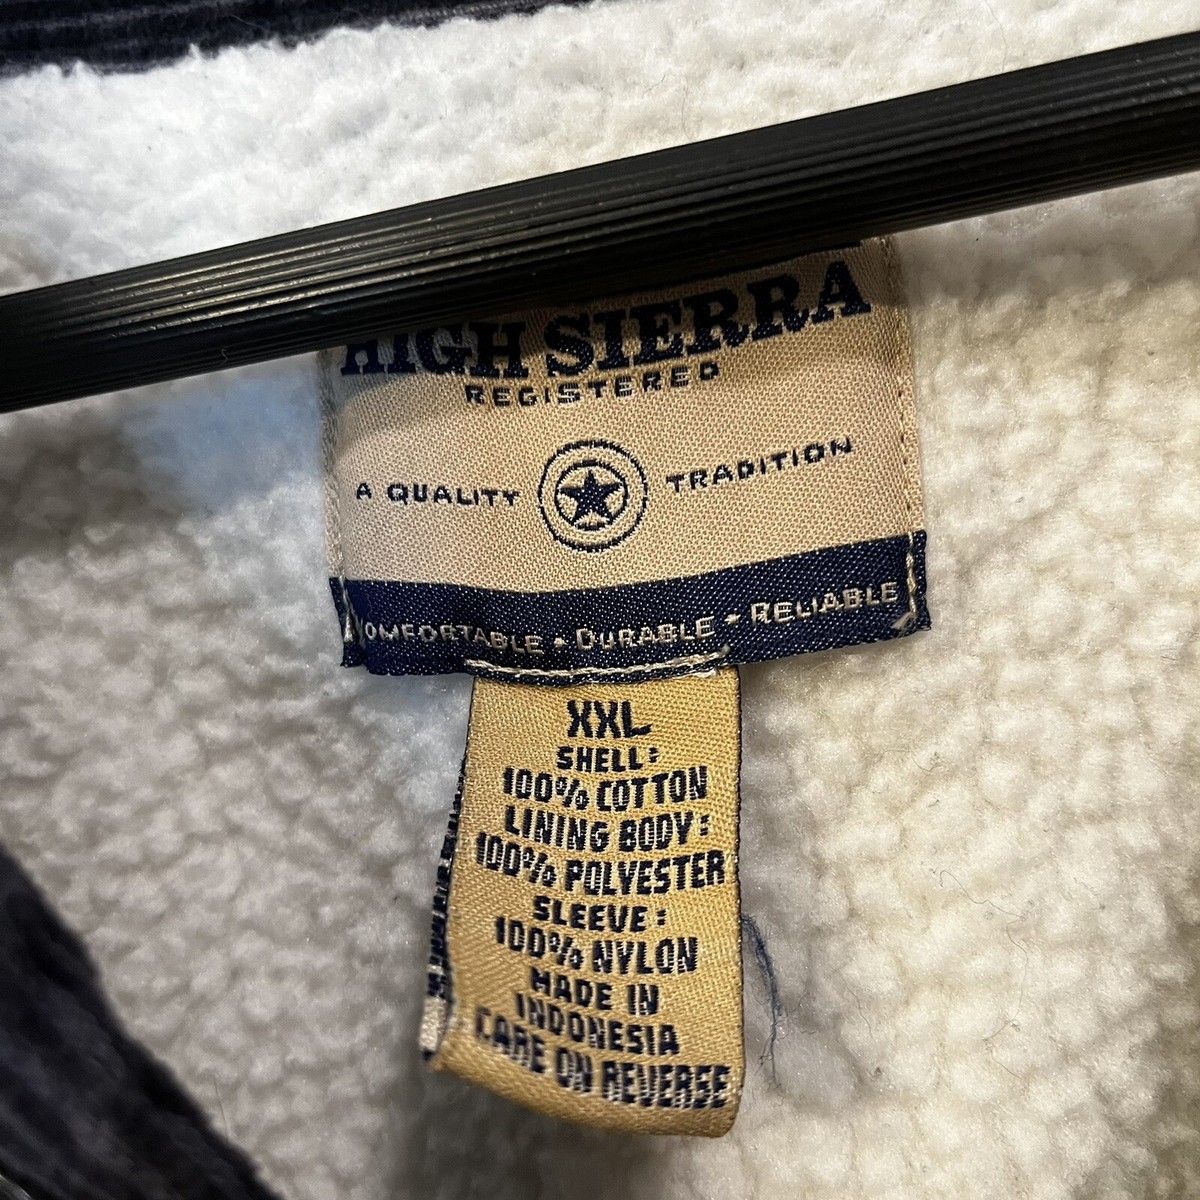 HIGH SIERRA
REGISTERED
A QUALITY TRADITION
COMFORTABLE • DURABLE • RELIABLE
XXL
SHELL:
100% COTTON
LINING BODY:
100% POLYESTER
SLEEVE:
100% NYLON
MADE IN
INDONESIA
CARE ON REVERSE